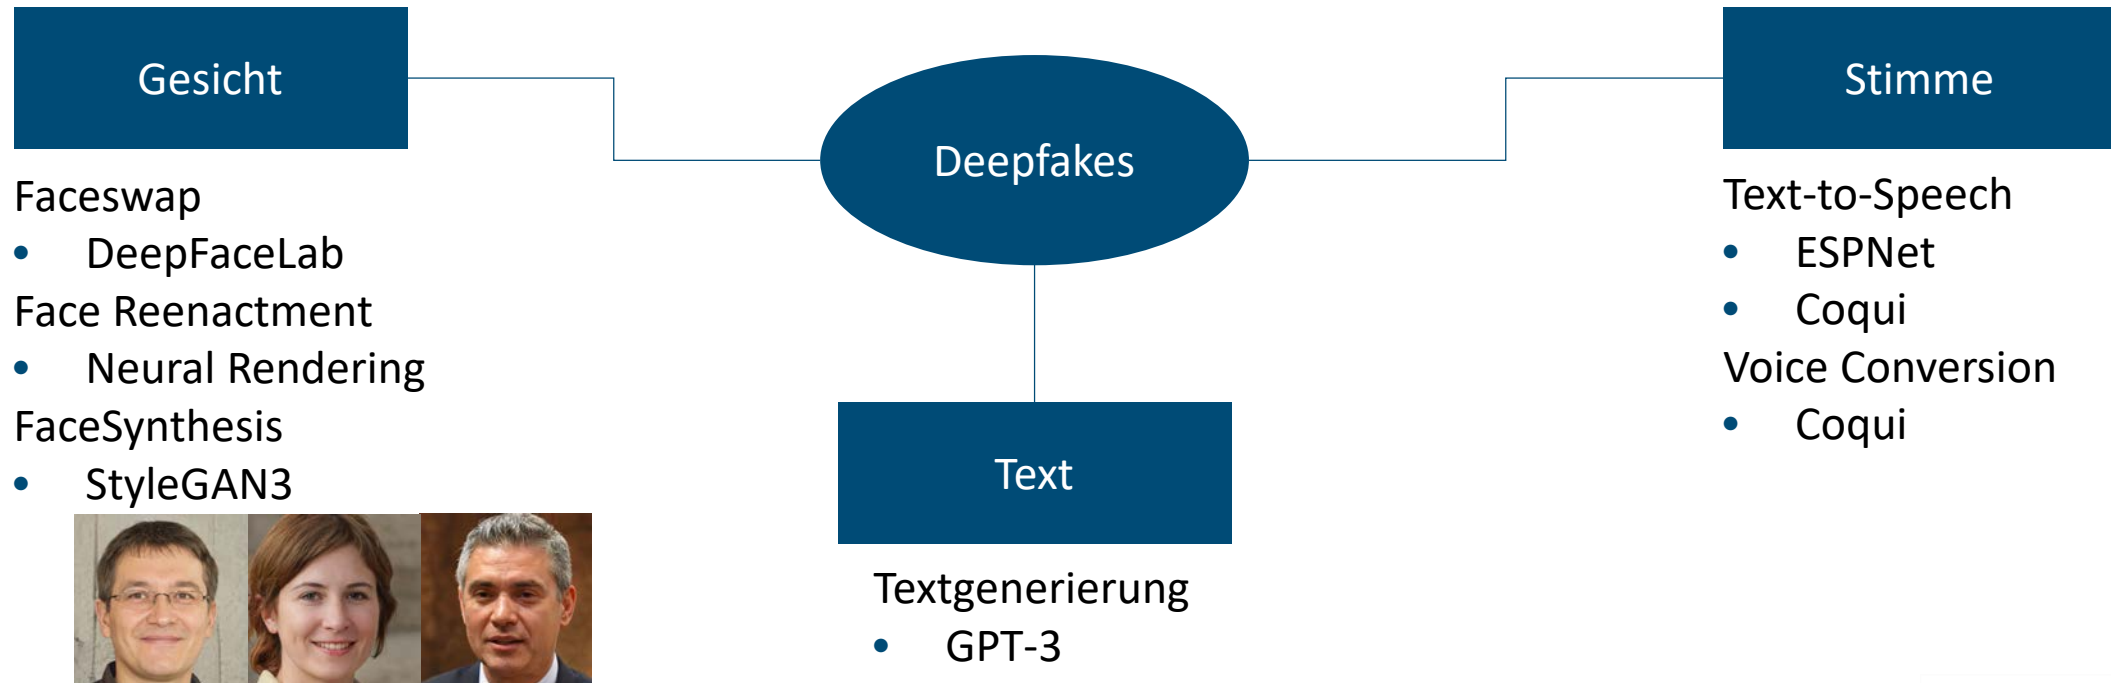 Gesicht
Faceswap
• DeepFaceLab
Face Reenactment
• Neural Rendering
FaceSynthesis
• StyleGAN3
Deepfakes
Text
Textgenerierung
• GPT-3
Stimme
Text-to-Speech
• ESPNet
• Coqui
Voice Conversion
• Coqui